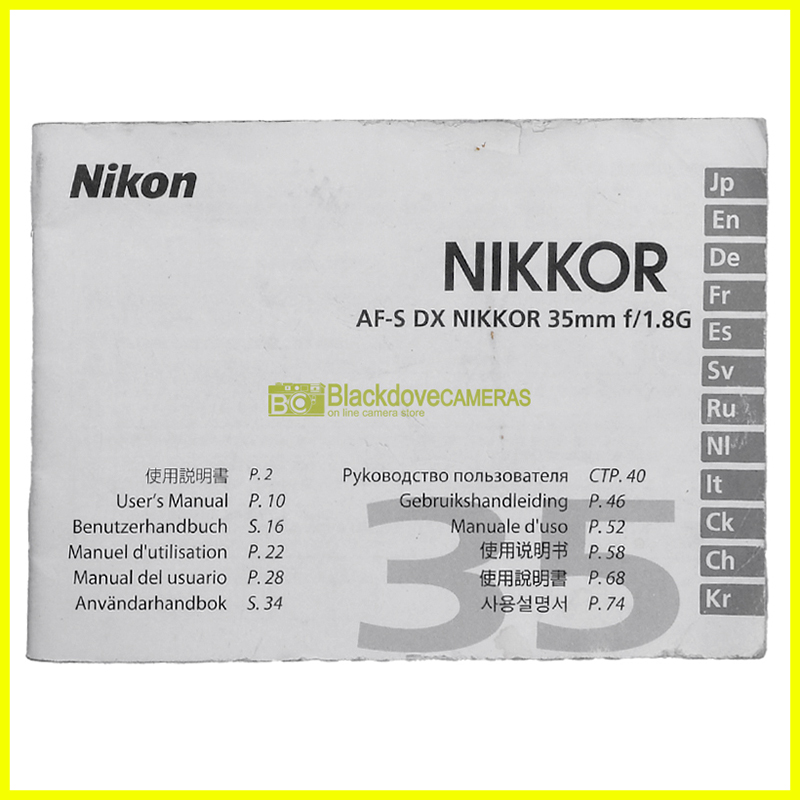 Nikon
NIKKOR
AF-S DX NIKKOR 35mm f/1.8G
BC BlackdoveCAMERAS
on line camera store
使用説明書 P. 2
User's Manual P. 10
Benutzerhandbuch S. 16
Manuel d'utilisation P. 22
Manual del usuario P. 28
Användarhandbok S. 34
Руководство пользователя СТР. 40
Gebruikshandleiding P. 46
Manuale d'uso P. 52
使用说明书 P. 58
使用說明書 P. 68
사용설명서 P. 74
35
Jp
En
De
Fr
Es
Sv
Ru
Nl
It
Ck
Ch
Kr